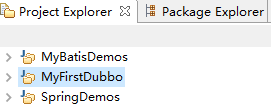 Project Explorer Package Explorer
MyBatisDemos
MyFirstDubbo
SpringDemos